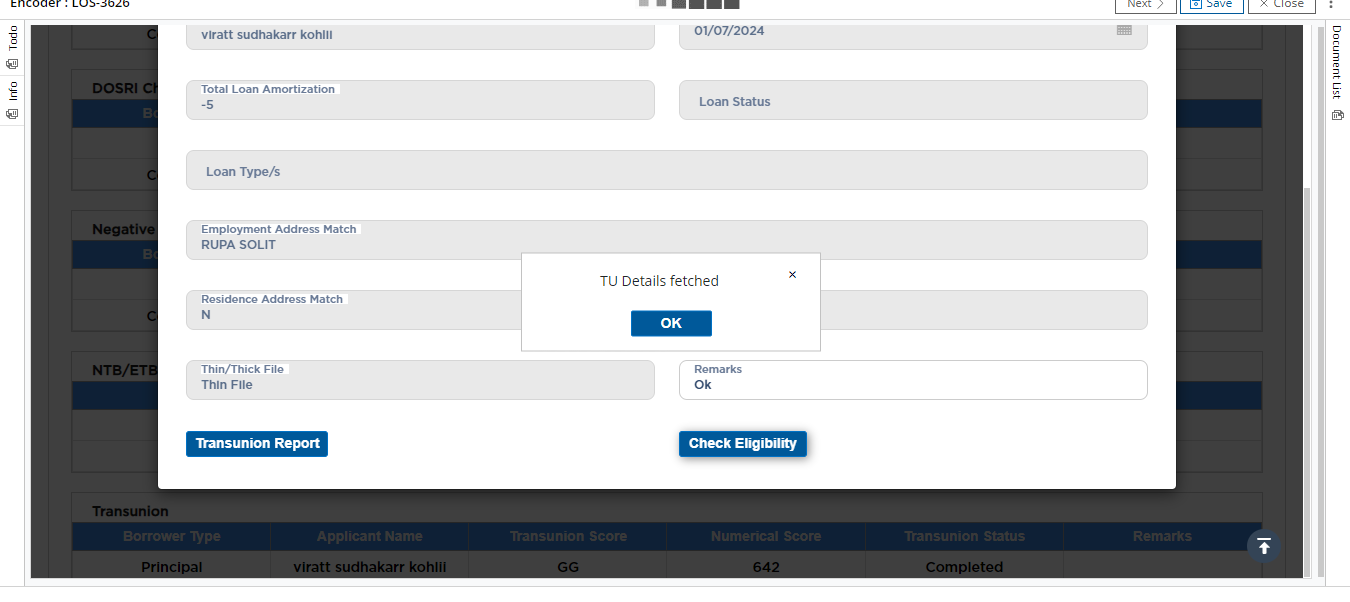 Encoder : LOS-3626
Next
Save
Close
Todo
Info
Document List
viratt sudhakarr kohlii
01/07/2024
Total Loan Amortization
-5
Loan Status
Loan Type/s
Employment Address Match
RUPA SOLIT
Residence Address Match
N
TU Details fetched
OK
Thin/Thick File
Thin File
Remarks
Ok
Transunion Report
Check Eligibility
DOSRI Ch
Bo
Co
Negative
Bo
Co
NTB/ETB
Transunion
Borrower Type Applicant Name Transunion Score Numerical Score Transunion Status Remarks
Principal viratt sudhakarr kohlii GG 642 Completed